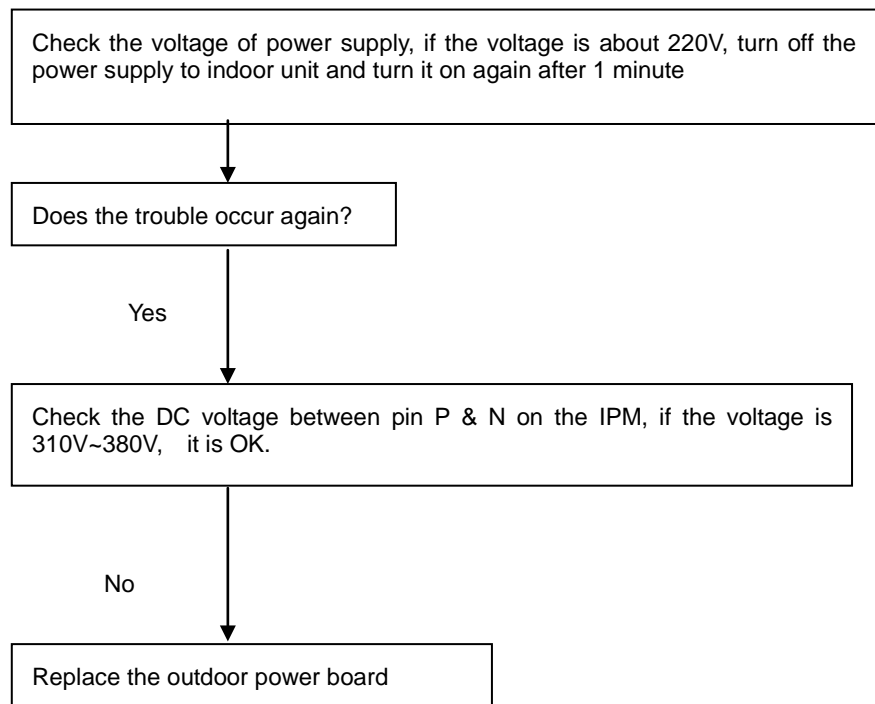 Check the voltage of power supply, if the voltage is about 220V, turn off the
power supply to indoor unit and turn it on again after 1 minute
Does the trouble occur again?
Yes
Check the DC voltage between pin P & N on the IPM, if the voltage is
310V~380V, it is OK.
No
Replace the outdoor power board